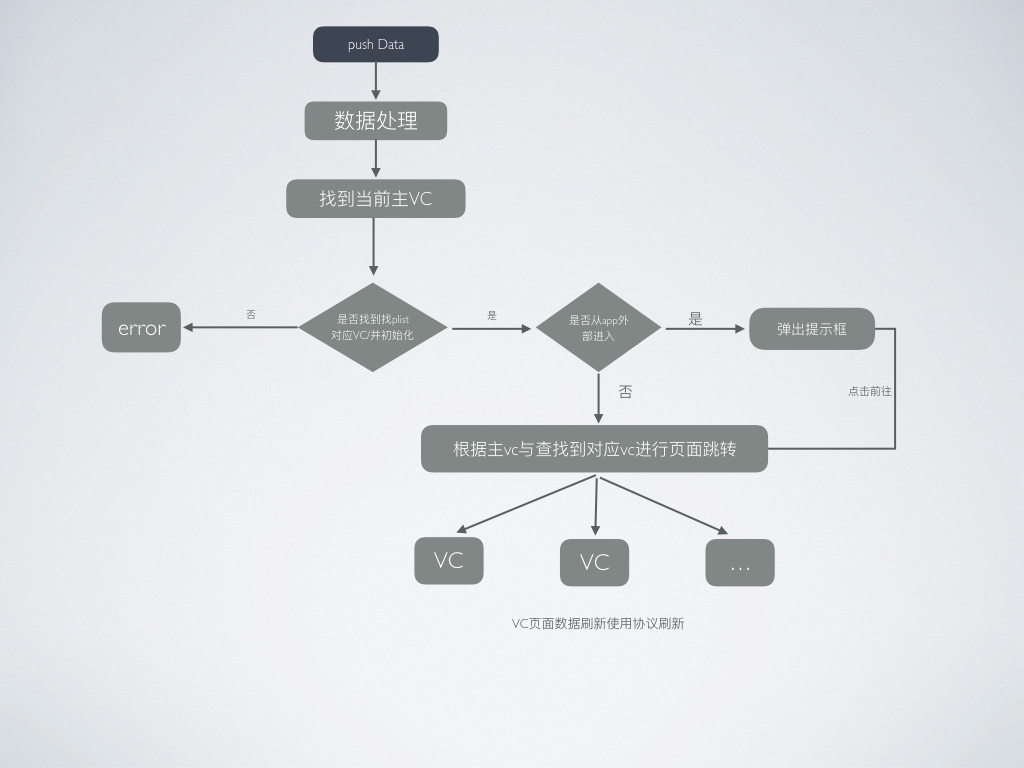 push Data
数据处理
找到当前主VC
error
否
是否找到找plist
对应VC/并初始化
是
是否从app外
部进入
是
弹出提示框
否
点击前往
根据主vc与查找到对应vc进行页面跳转
VC
VC
...
VC页面数据刷新使用协议刷新